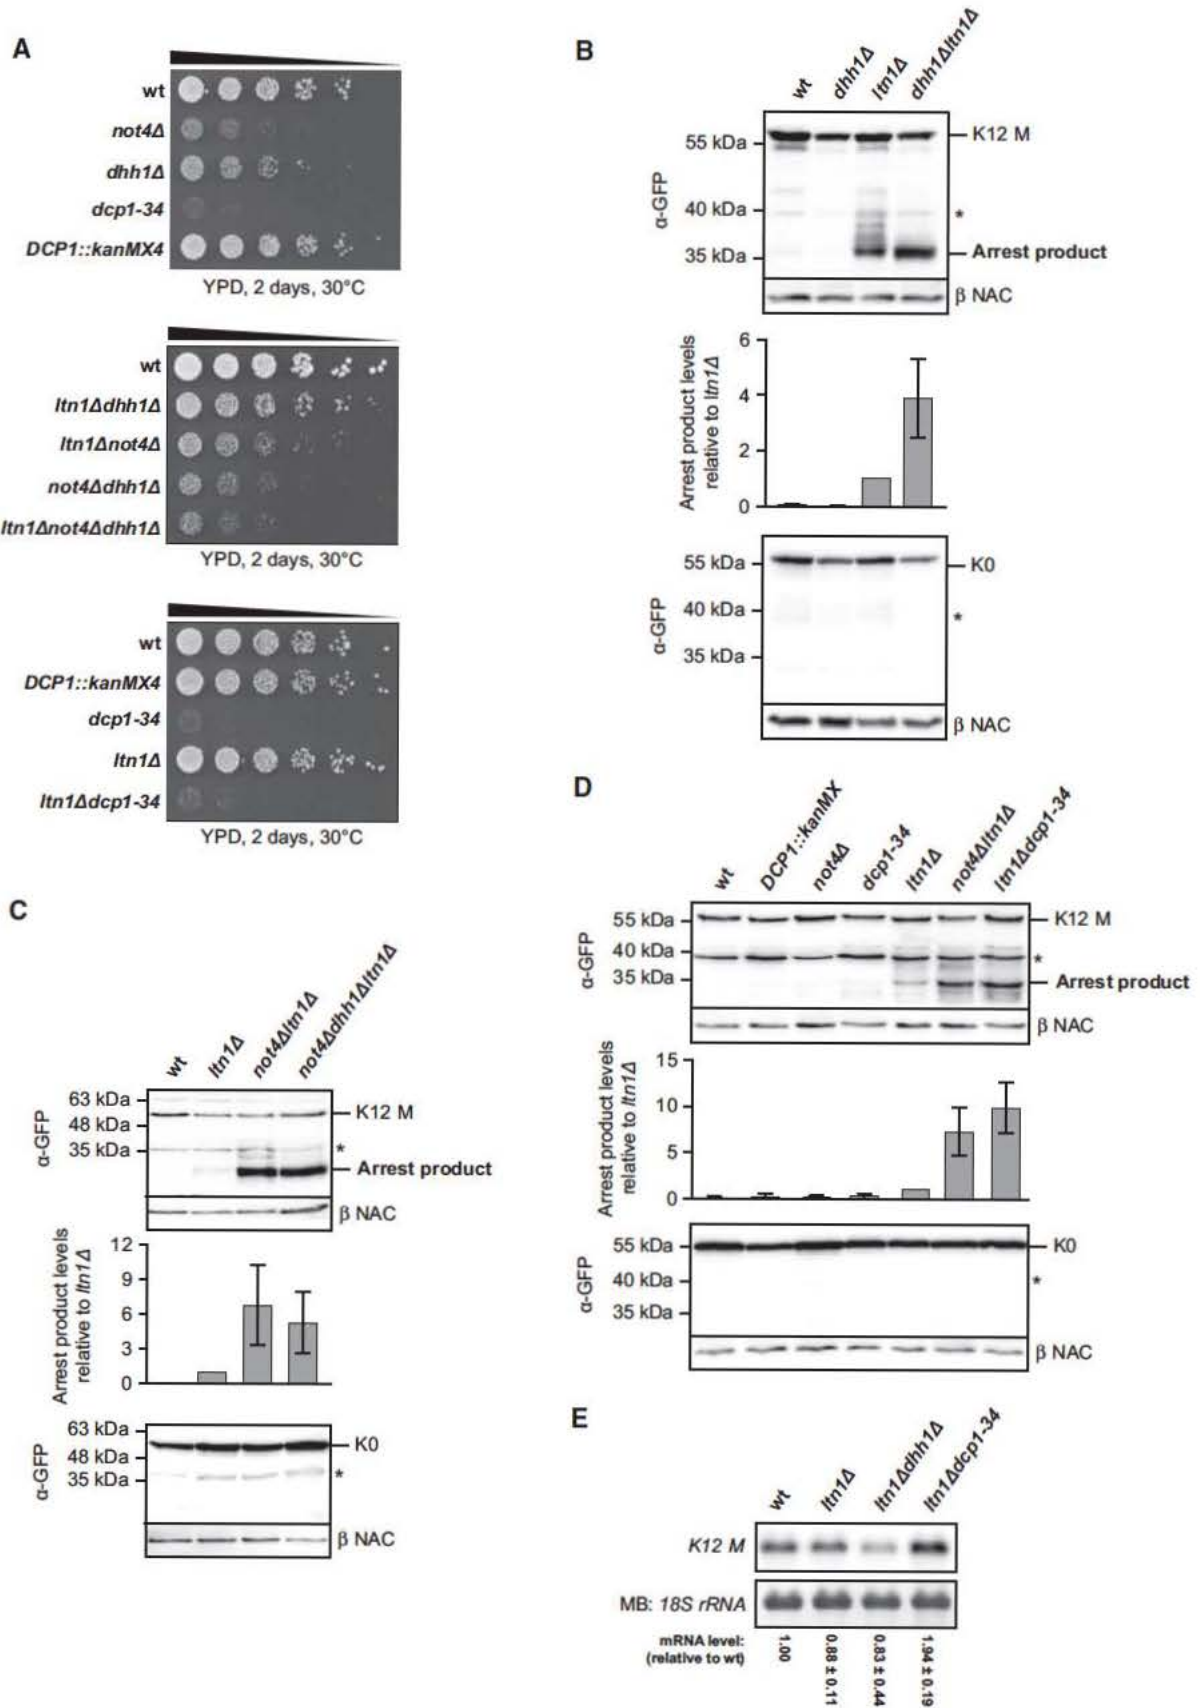 A
wt
not4Δ
dhh1Δ
dcp1-34
DCP1::kanMX4
YPD, 2 days, 30°C
wt
ltn1Δdhh1Δ
ltn1Δnot4Δ
not4Δdhh1Δ
ltn1Δnot4Δdhh1Δ
YPD, 2 days, 30°C
wt
DCP1::kanMX4
dcp1-34
ltn1Δ
ltn1Δdcp1-34
YPD, 2 days, 30°C
B
wt
dhh1Δ
ltn1Δ
dhh1Δltn1Δ
α-GFP
55 kDa
40 kDa
35 kDa
K12 M
*
Arrest product
β NAC
Arrest product levels
relative to ltn1Δ
6
4
2
0
α-GFP
55 kDa
40 kDa
35 kDa
K0
*
β NAC
C
wt
ltn1Δ
not4Δltn1Δ
not4Δdhh1Δltn1Δ
α-GFP
63 kDa
48 kDa
35 kDa
K12 M
*
Arrest product
β NAC
Arrest product levels
relative to ltn1Δ
12
9
6
3
0
α-GFP
63 kDa
48 kDa
35 kDa
K0
*
β NAC
D
wt
DCP1::kanMX
not4Δ
dcp1-34
ltn1Δ
not4Δltn1Δ
ltn1Δdcp1-34
α-GFP
55 kDa
40 kDa
35 kDa
K12 M
*
Arrest product
β NAC
Arrest product levels
relative to ltn1Δ
15
10
5
0
α-GFP
55 kDa
40 kDa
35 kDa
K0
*
β NAC
E
wt
ltn1Δ
ltn1Δdhh1Δ
ltn1Δdcp1-34
K12 M
MB: 18S rRNA
mRNA level:
(relative to wt)
1.00
0.88 ± 0.11
0.83 ± 0.44
1.94 ± 0.19